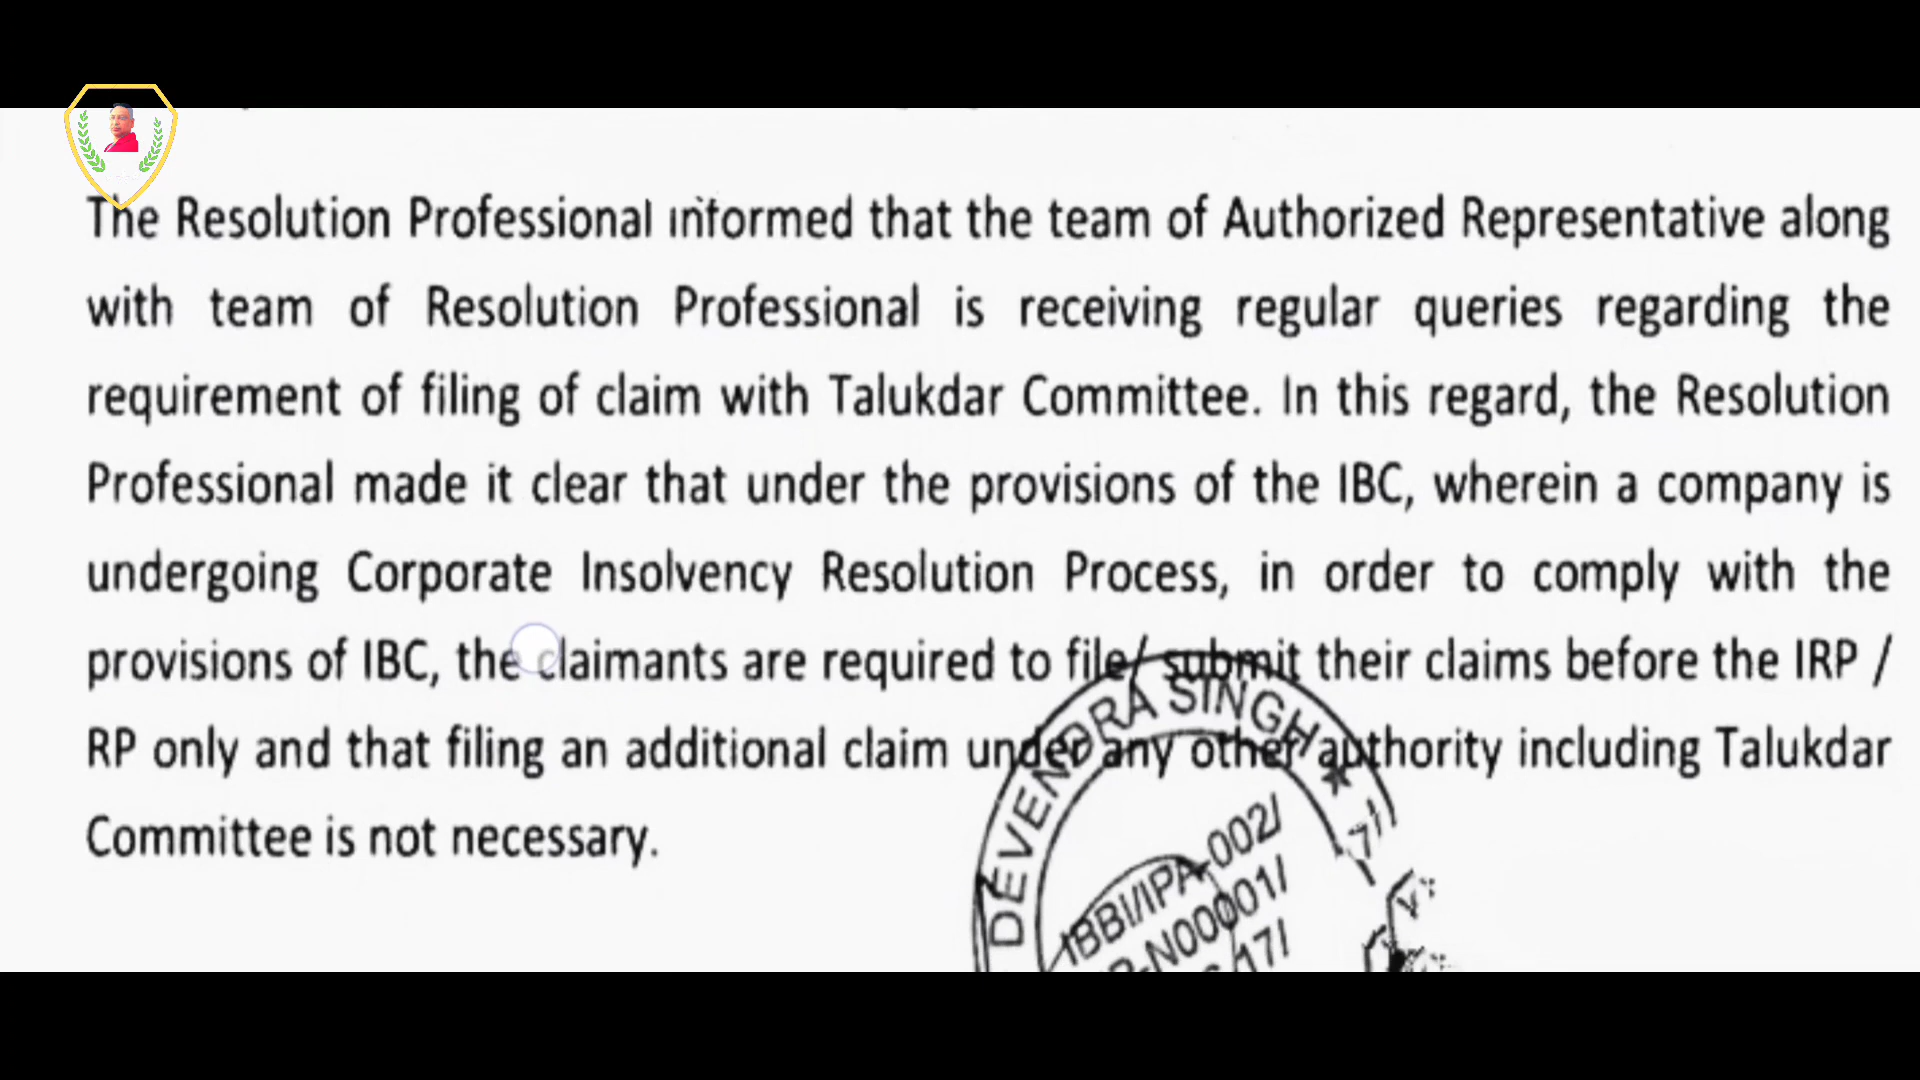 The Resolution Professional informed that the team of Authorized Representative along
with team of Resolution Professional is receiving regular queries regarding the
requirement of filing of claim with Talukdar Committee. In this regard, the Resolution
Professional made it clear that under the provisions of the IBC, wherein a company is
undergoing Corporate Insolvency Resolution Process, in order to comply with the
provisions of IBC, the claimants are required to file/ submit their claims before the IRP /
RP only and that filing an additional claim under any other authority including Talukdar
Committee is not necessary.
DEVENDRA SINGH ★
IBBI/IPA-002/
-N00001/
17/